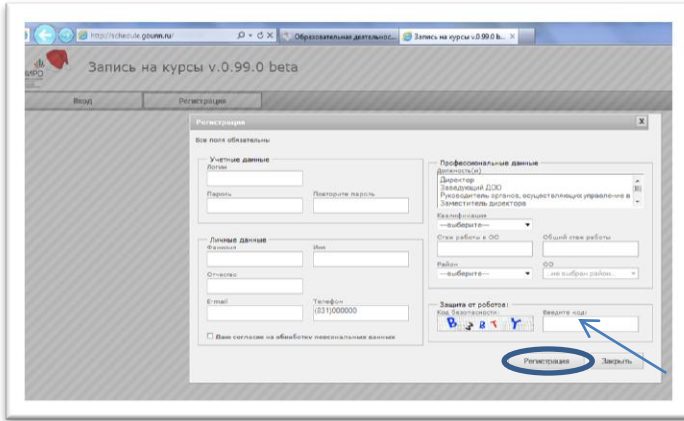 http://schedule.gounn.ru/
Образовательная деятельнос...
Запись на курсы v.0.99.0 b...
Запись на курсы v.0.99.0 beta
Вход
Регистрация
Регистрация
X
Все поля обязательны
Учетные данные
Логин
Пароль
Повторите пароль
Личные данные
Фамилия
Имя
Отчество
E-mail
Телефон
(831)000000
Даю согласие на обработку персональных данных
Профессиональные данные
Должность(и)
Директор
Заведующий ДОО
Руководитель органов, осуществляющих управление в
Заместитель директора
Квалификация
---выберите---
Стаж работы в ОО
Общий стаж работы
Район
ОО
---выберите---
...не выбран район...
Защита от роботов:
Код безопасности:
Введите код:
Регистрация
Закрыть